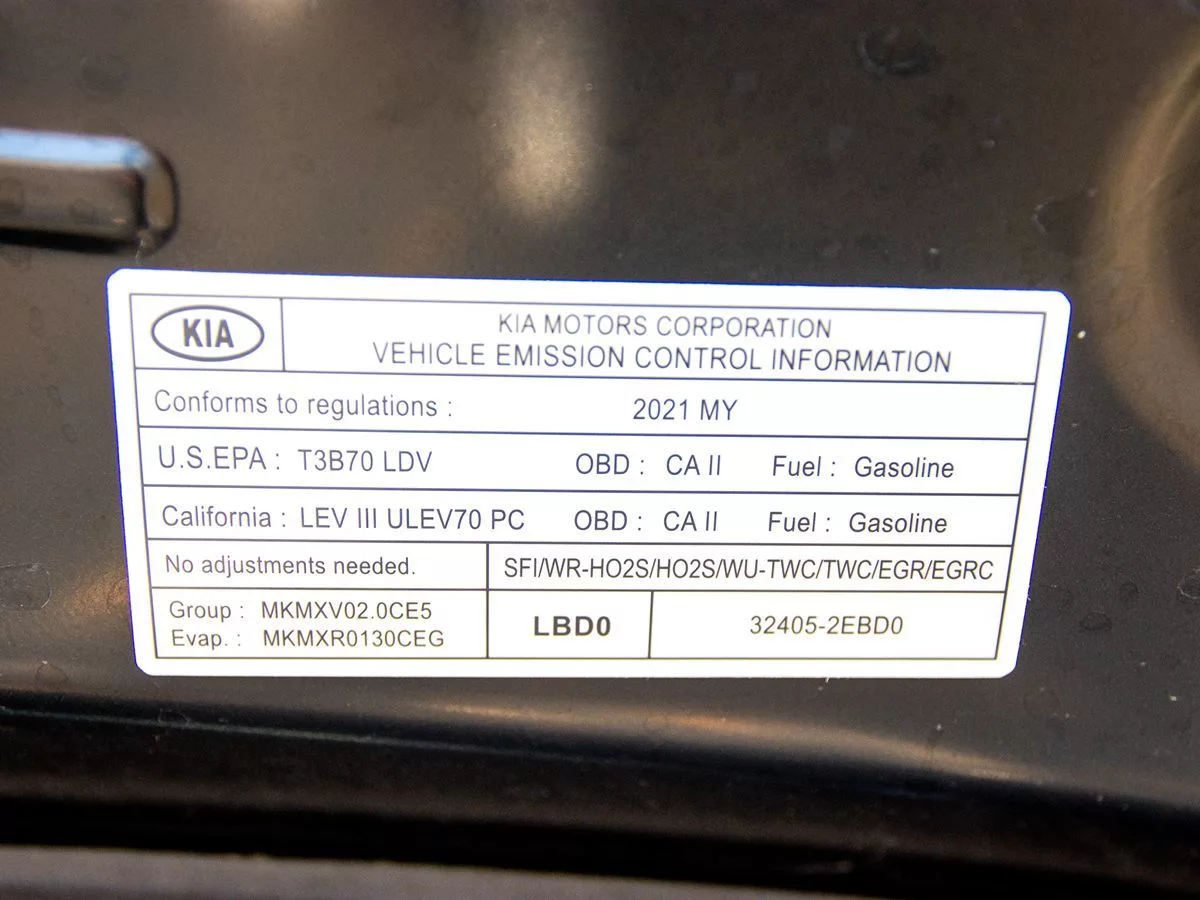 KIA
KIA MOTORS CORPORATION
VEHICLE EMISSION CONTROL INFORMATION
Conforms to regulations : 2021 MY
U.S.EPA : T3B70 LDV OBD : CA II Fuel : Gasoline
California : LEV III ULEV70 PC OBD : CA II Fuel : Gasoline
No adjustments needed. SFI/WR-HO2S/HO2S/WU-TWC/TWC/EGR/EGRC
Group : MKMXV02.0CE5
Evap. : MKMXR0130CEG
LBD0 32405-2EBD0